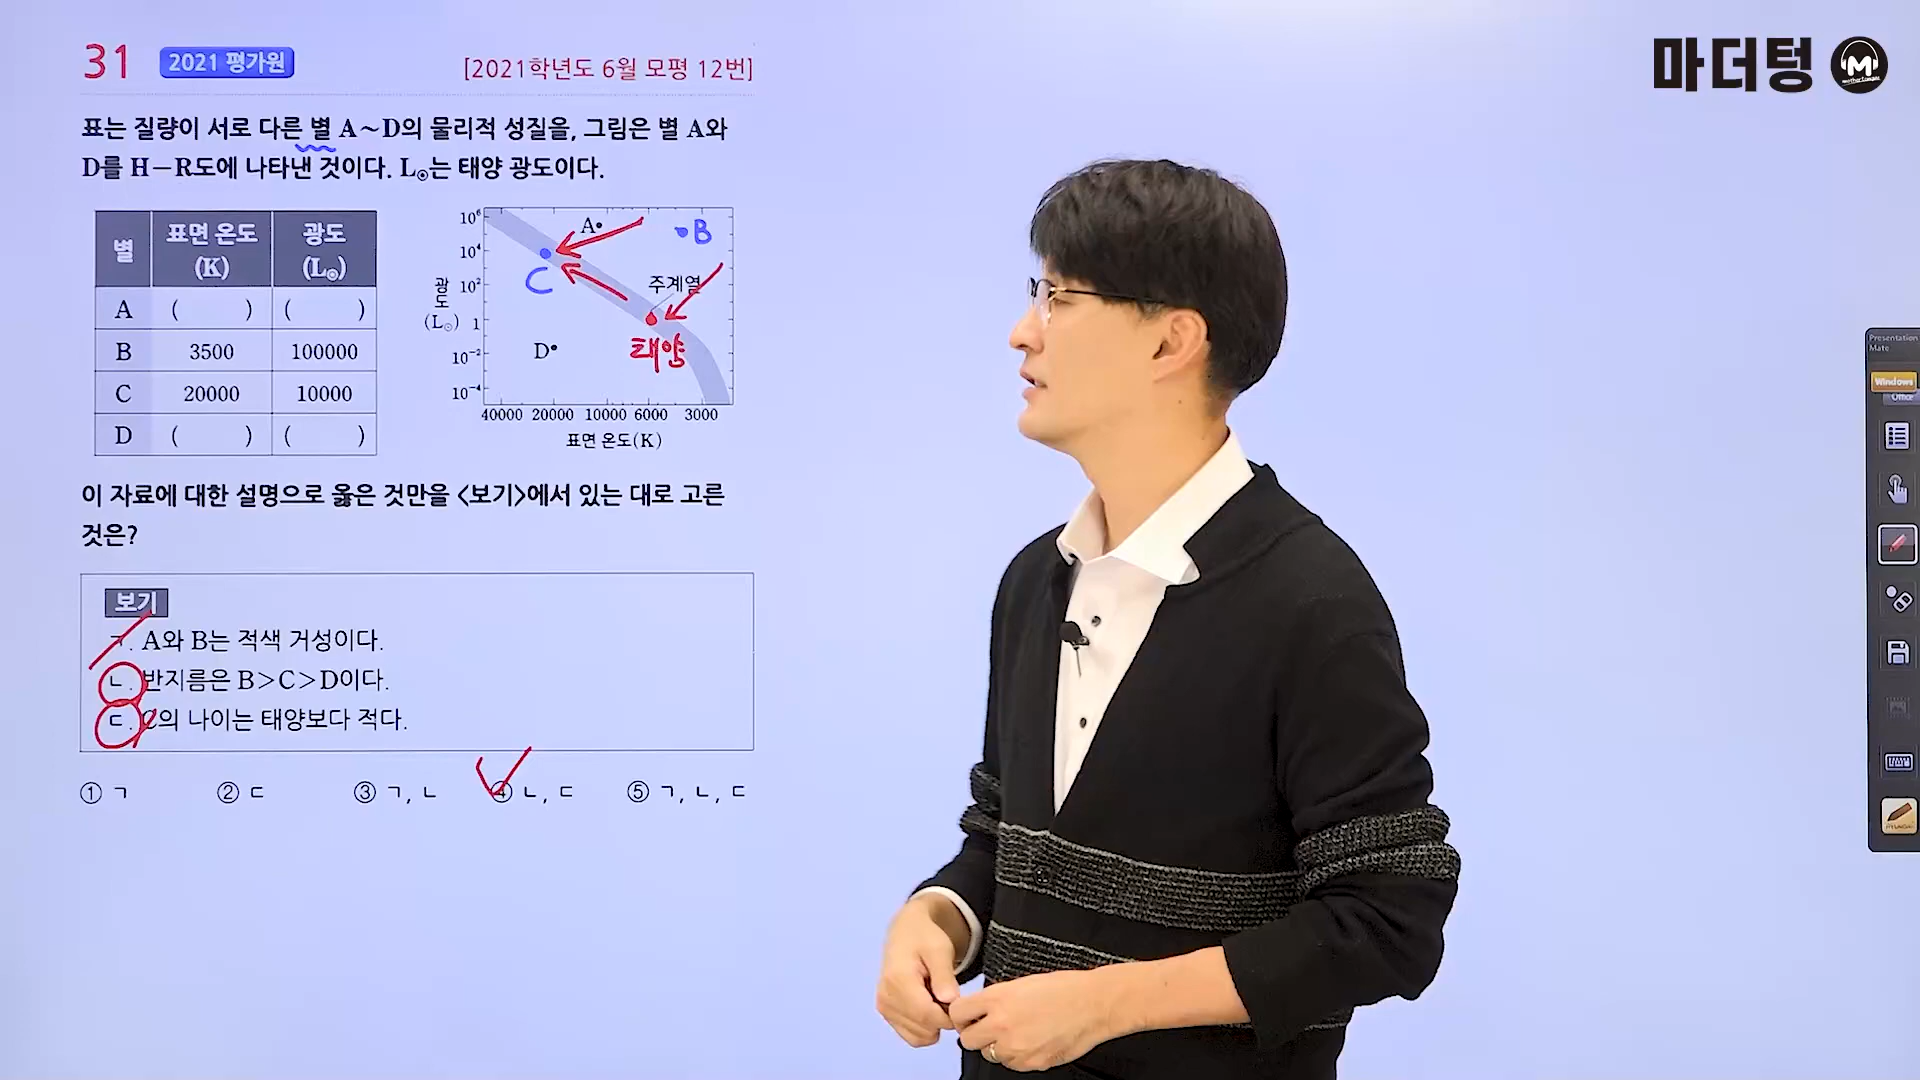 31 2021 평가원 [2021학년도 6월 모평 12번]
마더텅 M
표는 질량이 서로 다른 별 A~D의 물리적 성질을, 그림은 별 A와
D를 H-R도에 나타낸 것이다. L⊙는 태양 광도이다.
별 표면 온도(K) 광도(L⊙)
A ( ) ( )
B 3500 100000
C 20000 10000
D ( ) ( )
광도(L⊙)
10⁶
10⁴
10²
1
10⁻²
10⁻⁴
A
B
C
주계열
태양
D
40000 20000 10000 6000 3000
표면 온도(K)
이 자료에 대한 설명으로 옳은 것만을 <보기>에서 있는 대로 고른
것은?
보기
ㄱ. A와 B는 적색 거성이다.
ㄴ. 반지름은 B>C>D이다.
ㄷ. C의 나이는 태양보다 적다.
① ㄱ ② ㄷ ③ ㄱ, ㄴ ④ ㄴ, ㄷ ⑤ ㄱ, ㄴ, ㄷ
Presentation
Mate
Windows
Office